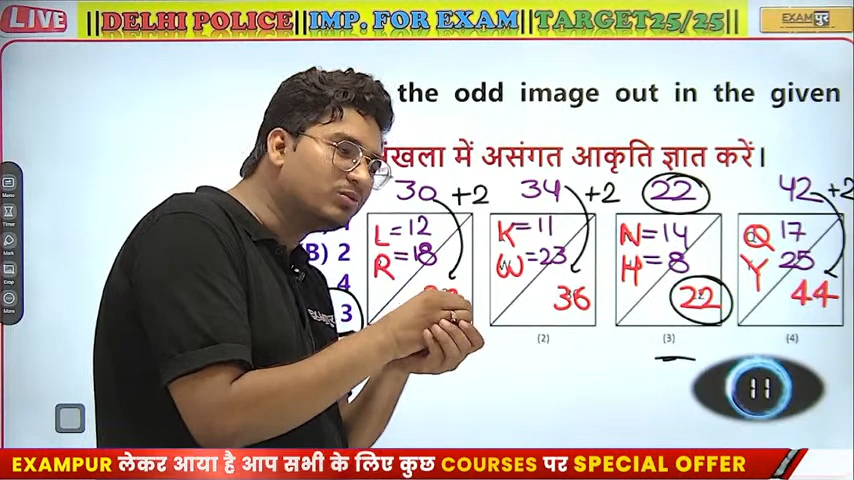 LIVE ||DELHI POLICE||IMP. FOR EXAM||TARGET25/25|| EXAMपुर
the odd image out in the given
में असंगत आकृति ज्ञात करें।
30 +2 34 +2 22 42 +2
L=12 K=11 N=14 Q 17
B) 2 R=18 W=23 H=8 Y 25
4 36 22 44
3
(2) (3) (4)
11
EXAMPUR लेकर आया है आप सभी के लिए कुछ COURSES पर SPECIAL OFFER